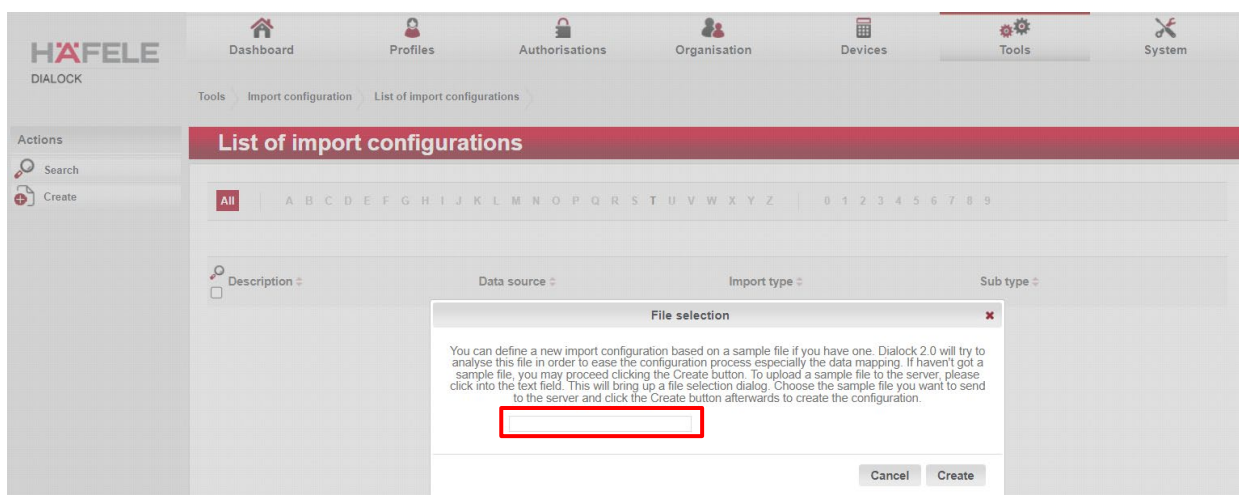 HÄFELE
DIALOCK
Dashboard
Profiles
Authorisations
Organisation
Devices
Tools
System
Tools Import configuration List of import configurations
Actions
Search
Create
List of import configurations
All A B C D E F G H I J K L M N O P Q R S T U V W X Y Z 0 1 2 3 4 5 6 7 8 9
Description Data source Import type Sub type
File selection
You can define a new import configuration based on a sample file if you have one. Dialock 2.0 will try to
analyse this file in order to ease the configuration process especially the data mapping. If haven't got a
sample file, you may proceed clicking the Create button. To upload a sample file to the server, please
click into the text field. This will bring up a file selection dialog. Choose the sample file you want to send
to the server and click the Create button afterwards to create the configuration.
Cancel Create